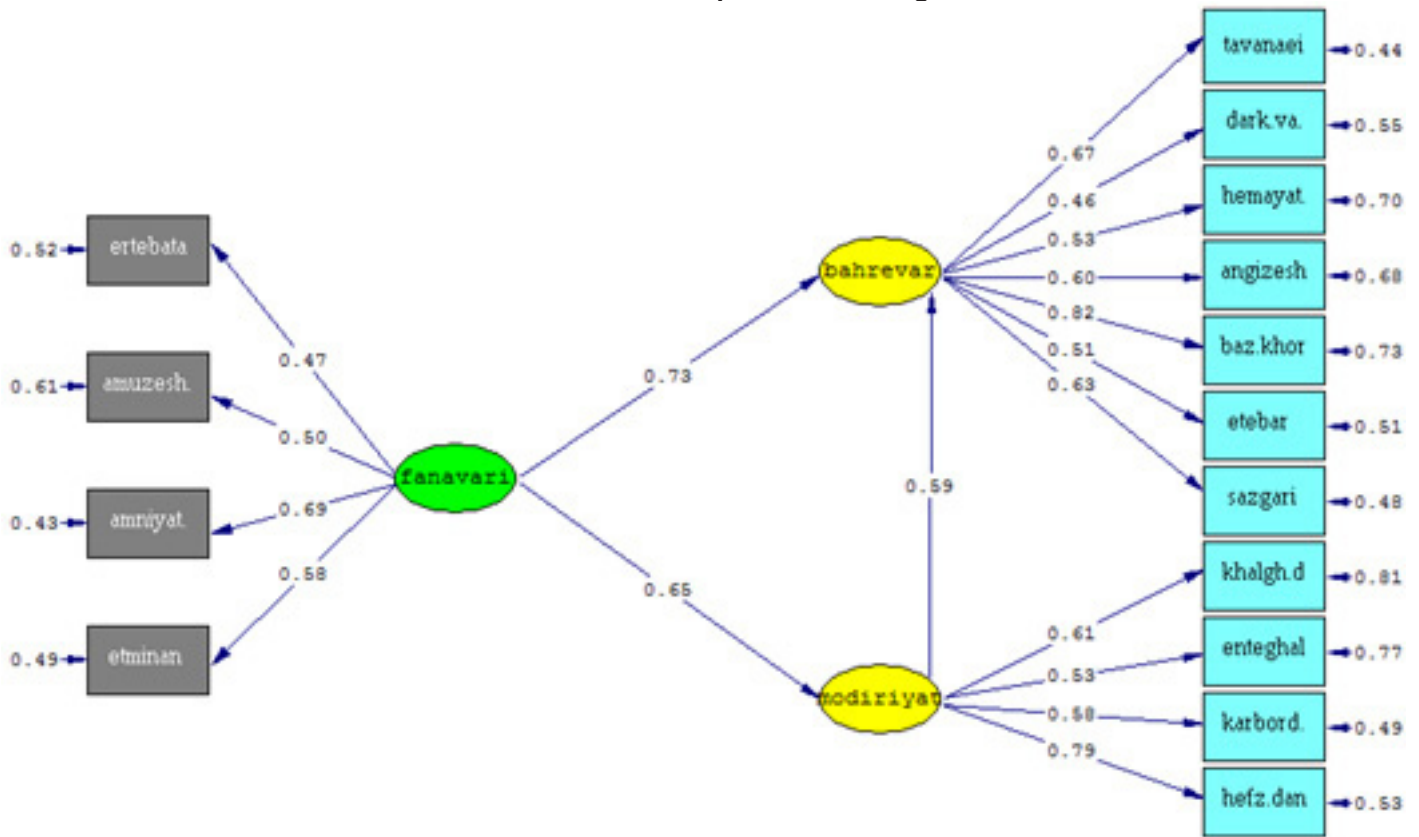 tavanaei
0.44
dark.va.
0.55
0.67
0.46
hemayat.
0.70
0.53
0.52
ertebata
bahrevar
0.60
angizesh
0.68
0.82
baz.khor
0.73
0.51
0.47
0.63
0.61
amuzesh.
0.73
etebar
0.51
0.50
fanavari
0.59
sazgari
0.48
0.69
0.43
amniyat.
khalgh.d
0.81
0.58
0.65
0.61
enteghal
0.77
0.53
0.49
etminan
modiriyat
0.58
karbord.
0.49
0.79
hefz.dan
0.53